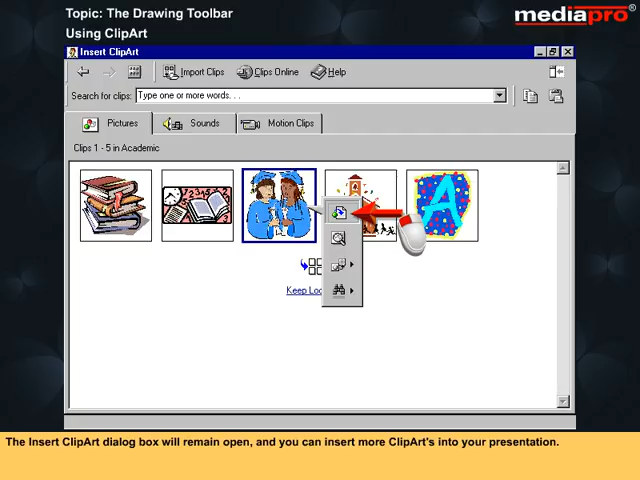 Topic: The Drawing Toolbar
mediapro®
Using ClipArt
Insert ClipArt
Import Clips Clips Online Help
Search for clips: Type one or more words. . .
Pictures Sounds Motion Clips
Clips 1 - 5 in Academic
A
Keep Loo
The Insert ClipArt dialog box will remain open, and you can insert more ClipArt's into your presentation.